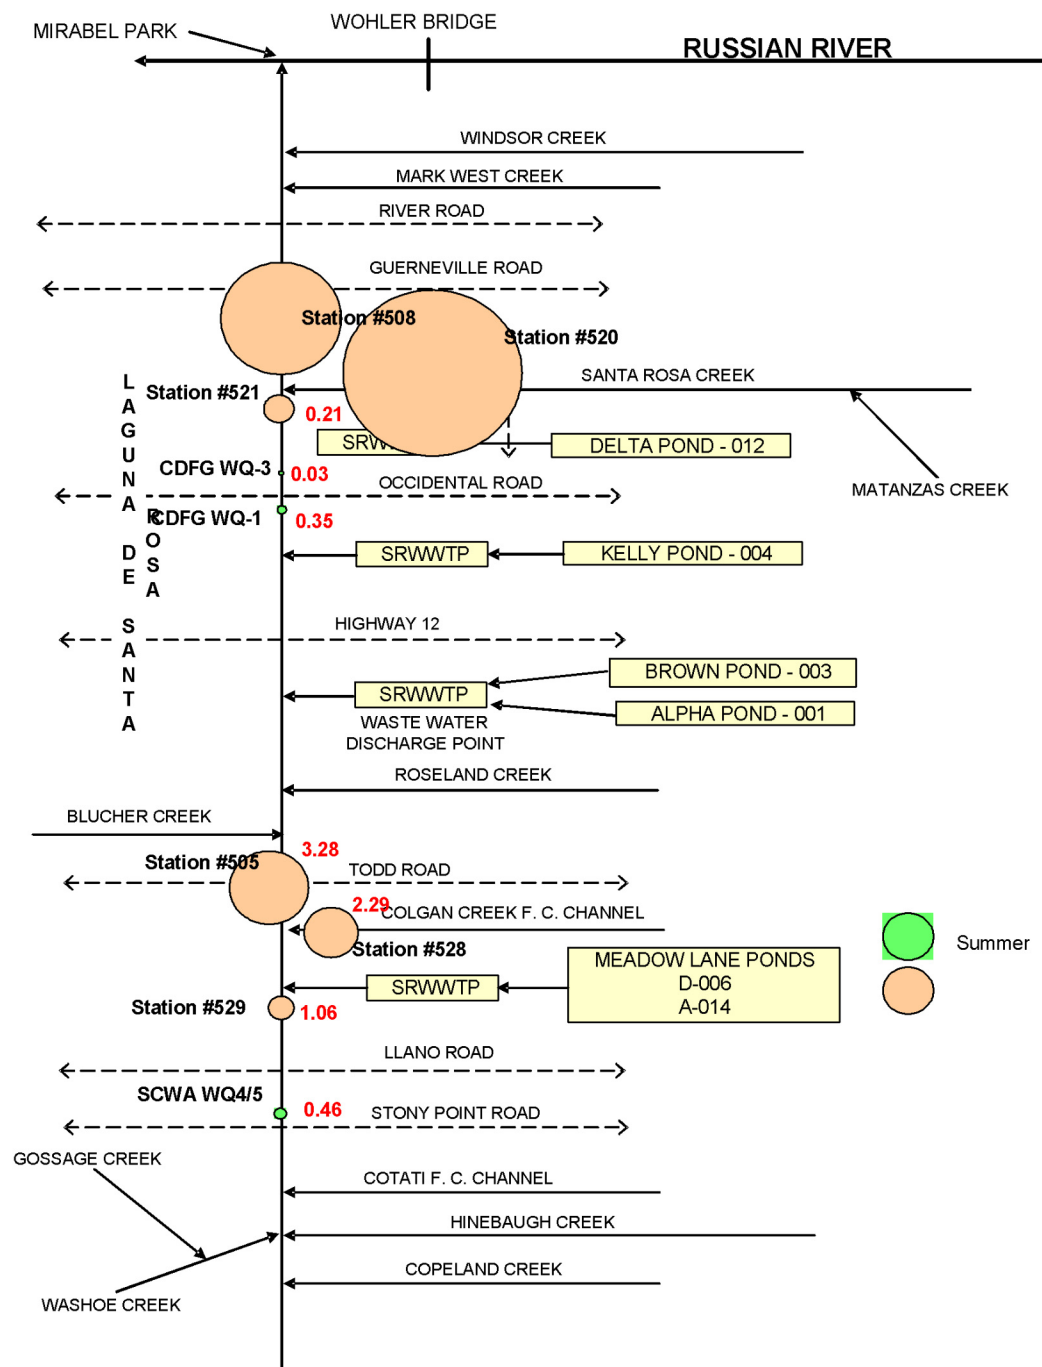 WOHLER BRIDGE
MIRABEL PARK
RUSSIAN RIVER
WINDSOR CREEK
MARK WEST CREEK
RIVER ROAD
GUERNEVILLE ROAD
Station #508
Station #520
SANTA ROSA CREEK
Station #521
0.21
DELTA POND - 012
CDFG WQ-3
0.03
OCCIDENTAL ROAD
MATANZAS CREEK
CDFG WQ-1
0.35
SRWWTP
KELLY POND - 004
LAGUNA DE SANTA
ROSA
HIGHWAY 12
BROWN POND - 003
SRWWTP
ALPHA POND - 001
WASTE WATER
DISCHARGE POINT
ROSELAND CREEK
BLUCHER CREEK
3.28
Station #505
TODD ROAD
2.29
COLGAN CREEK F. C. CHANNEL
Station #528
Summer
MEADOW LANE PONDS
D-006
A-014
SRWWTP
Station #529
1.06
LLANO ROAD
SCWA WQ4/5
0.46
STONY POINT ROAD
GOSSAGE CREEK
COTATI F. C. CHANNEL
HINEBAUGH CREEK
COPELAND CREEK
WASHOE CREEK